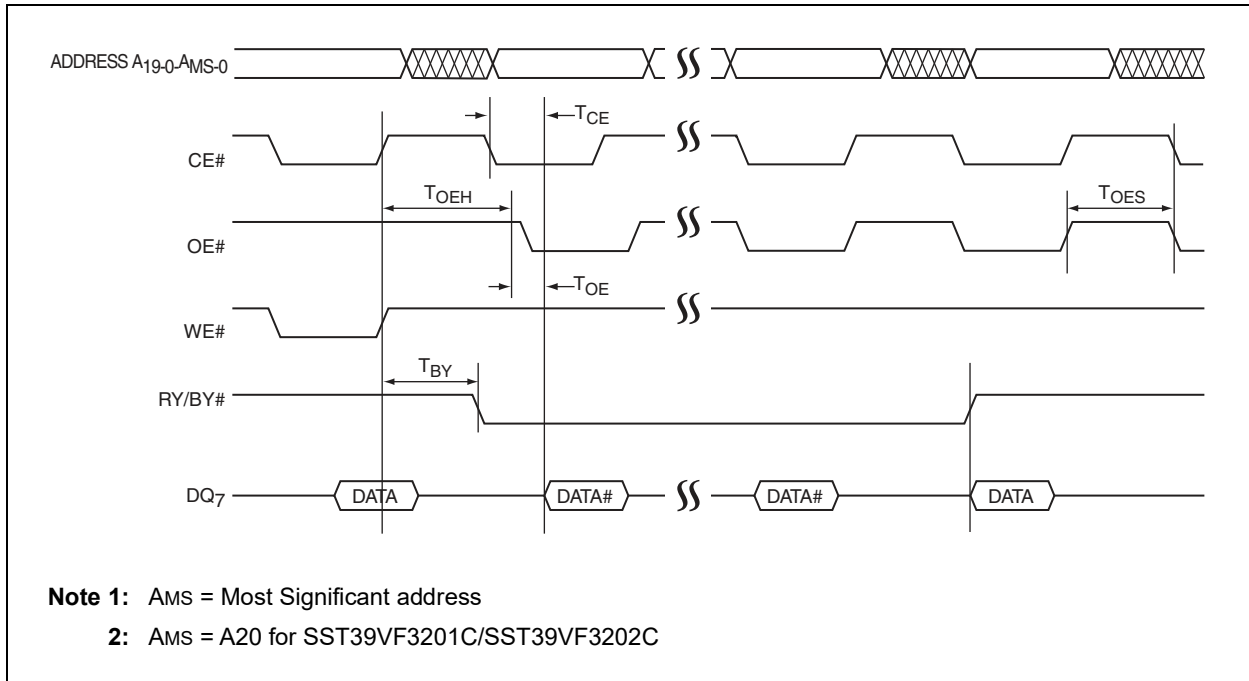 ADDRESS A19-0-AMS-0
TCE
CE#
TOEH
TOES
OE#
TOE
WE#
TBY
RY/BY#
DQ7 DATA DATA# DATA# DATA
Note 1: AMS = Most Significant address
2: AMS = A20 for SST39VF3201C/SST39VF3202C